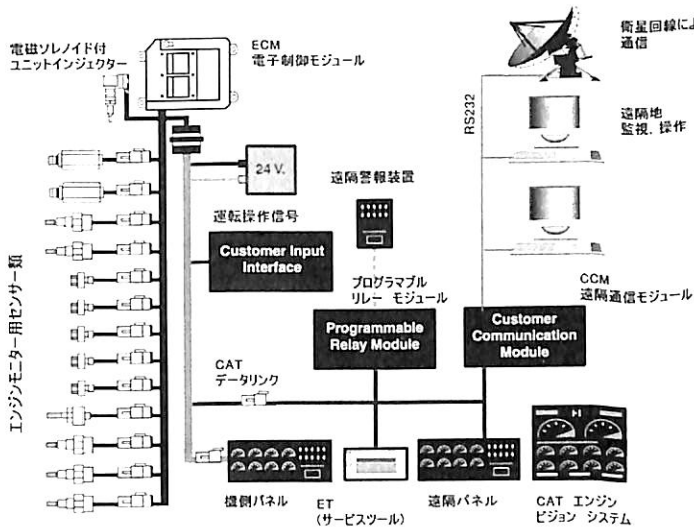 電磁ソレノイド付
ユニットインジェクター
ECM
電子制御モジュール
衛星回線によ
通信
RS232
遠隔地
監視、操作
24 V.
遠隔警報装置
運転操作信号
Customer Input
Interface
プログラマブル
リレー モジュール
CCM
遠隔通信モジュール
Programmable
Relay Module
Customer
Communication
Module
エンジンモニター用センサー類
CAT
データリンク
機側パネル
ET
(サービスツール)
遠隔パネル
CAT エンジン
ビジョン システム